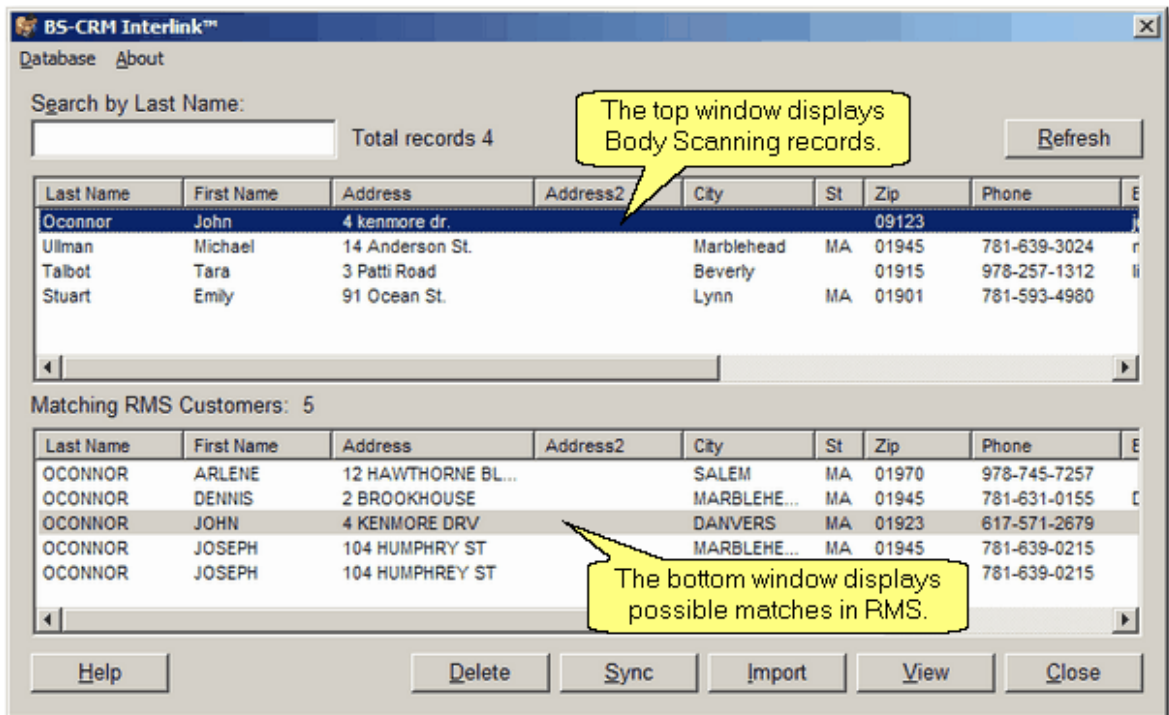 BS-CRM Interlink™
Database About
Search by Last Name:
Total records 4
The top window displays
Body Scanning records.
Refresh
Last Name First Name Address Address2 City St Zip Phone E
Oconnor John 4 kenmore dr. 09123
Ullman Michael 14 Anderson St. Marblehead MA 01945 781-639-3024
Talbot Tara 3 Patti Road Beverly 01915 978-257-1312 li
Stuart Emily 91 Ocean St. Lynn MA 01901 781-593-4980
Matching RMS Customers: 5
Last Name First Name Address Address2 City St Zip Phone E
OCONNOR ARLENE 12 HAWTHORNE BL... SALEM MA 01970 978-745-7257
OCONNOR DENNIS 2 BROOKHOUSE MARBLEHE... MA 01945 781-631-0155
OCONNOR JOHN 4 KENMORE DRV DANVERS MA 01923 617-571-2679
OCONNOR JOSEPH 104 HUMPHRY ST MARBLEHE... MA 01945 781-639-0215
OCONNOR JOSEPH 104 HUMPHREY ST 781-639-0215
The bottom window displays
possible matches in RMS.
Help Delete Sync Import View Close